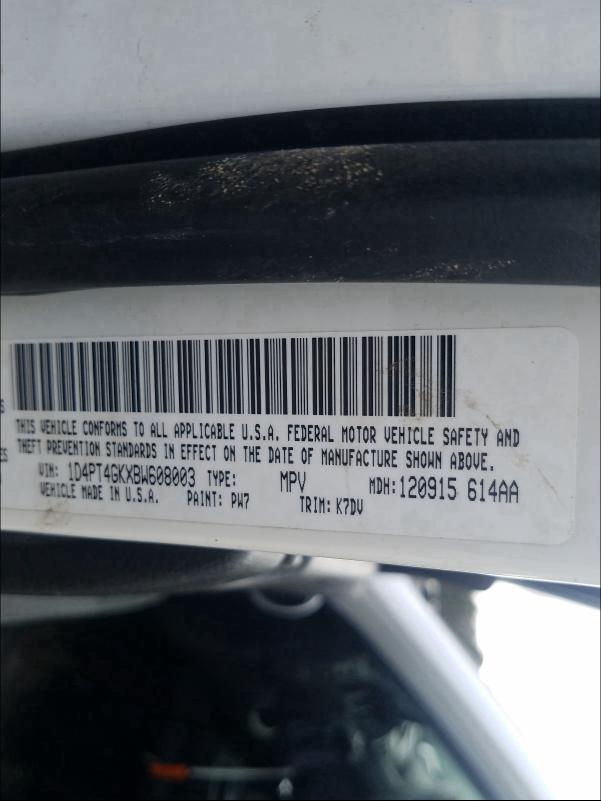 THIS VEHICLE CONFORMS TO ALL APPLICABLE U.S.A. FEDERAL MOTOR VEHICLE SAFETY AND
THEFT PREVENTION STANDARDS IN EFFECT ON THE DATE OF MANUFACTURE SHOWN ABOVE.
VIN: 1D4PT4GKXBW608003 TYPE: MPV MDH:120915 614AA
VEHICLE MADE IN U.S.A. PAINT: PW7 TRIM: K7DV